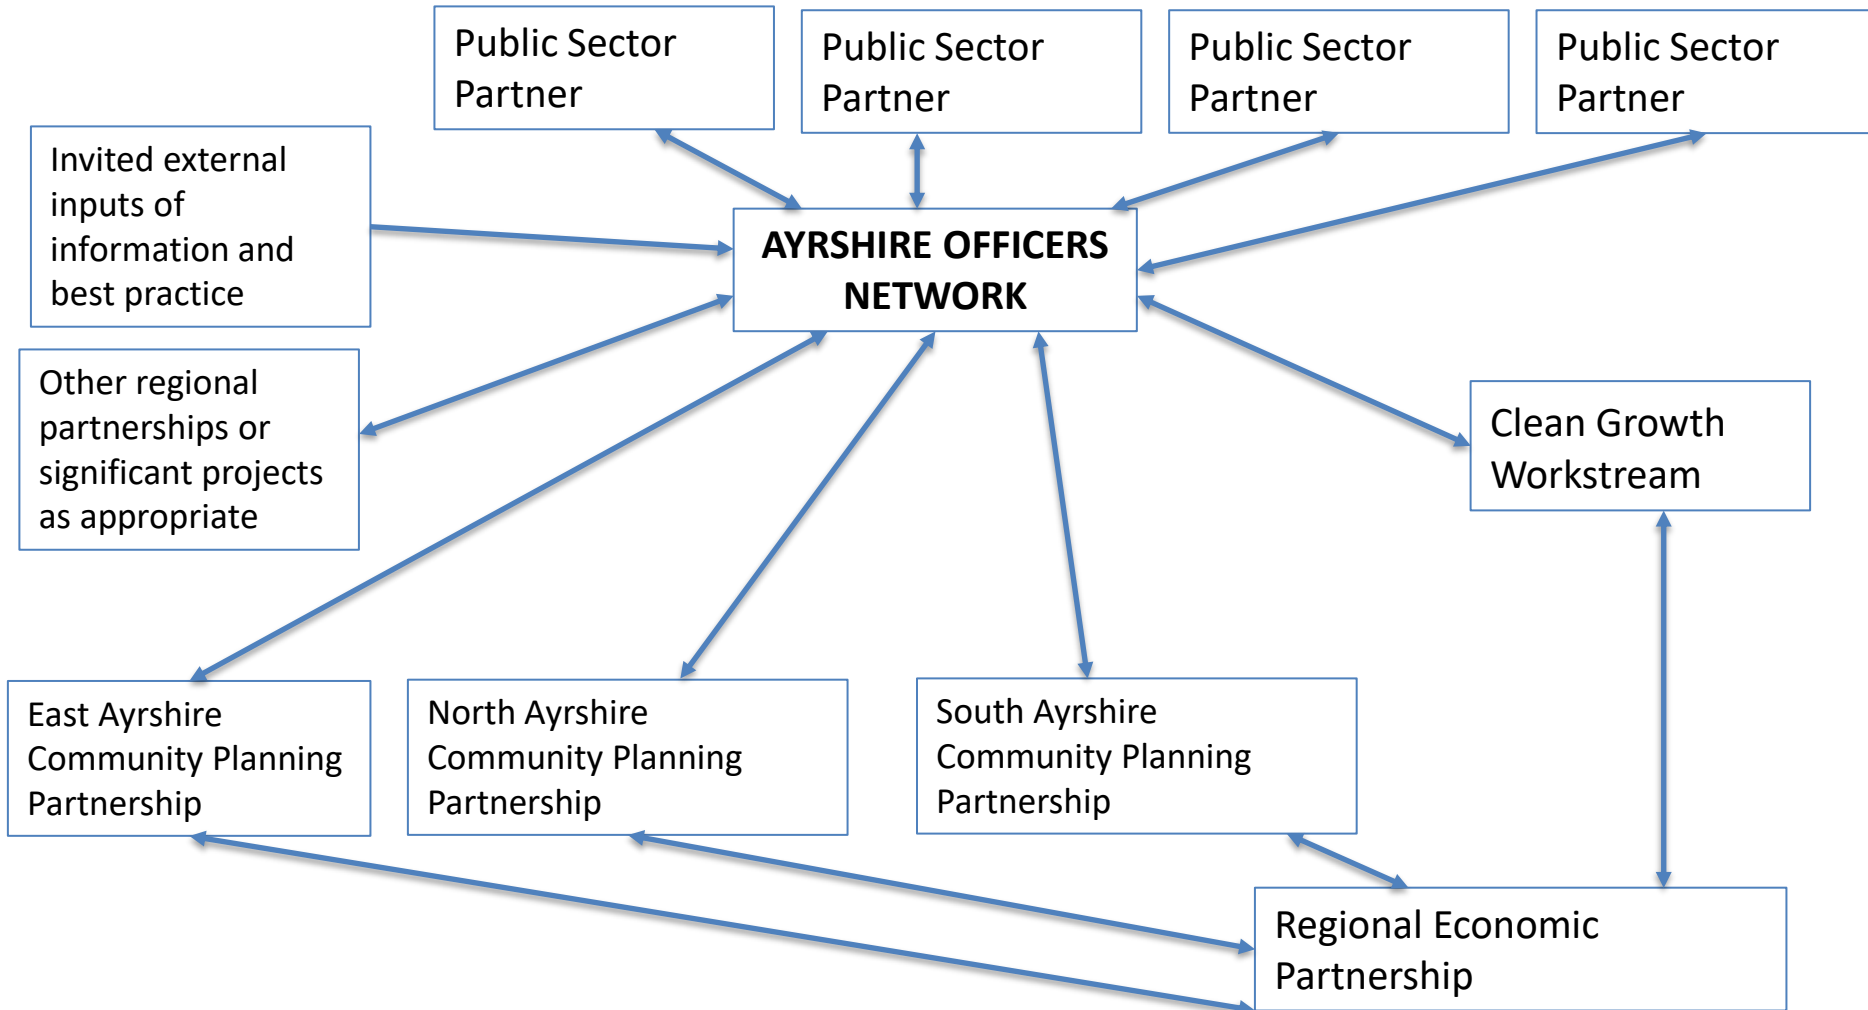 Public Sector
Partner
Public Sector
Partner
Public Sector
Partner
Public Sector
Partner
Invited external
inputs of
information and
best practice
AYRSHIRE OFFICERS
NETWORK
Other regional
partnerships or
significant projects
as appropriate
Clean Growth
Workstream
East Ayrshire
Community Planning
Partnership
North Ayrshire
Community Planning
Partnership
South Ayrshire
Community Planning
Partnership
Regional Economic
Partnership